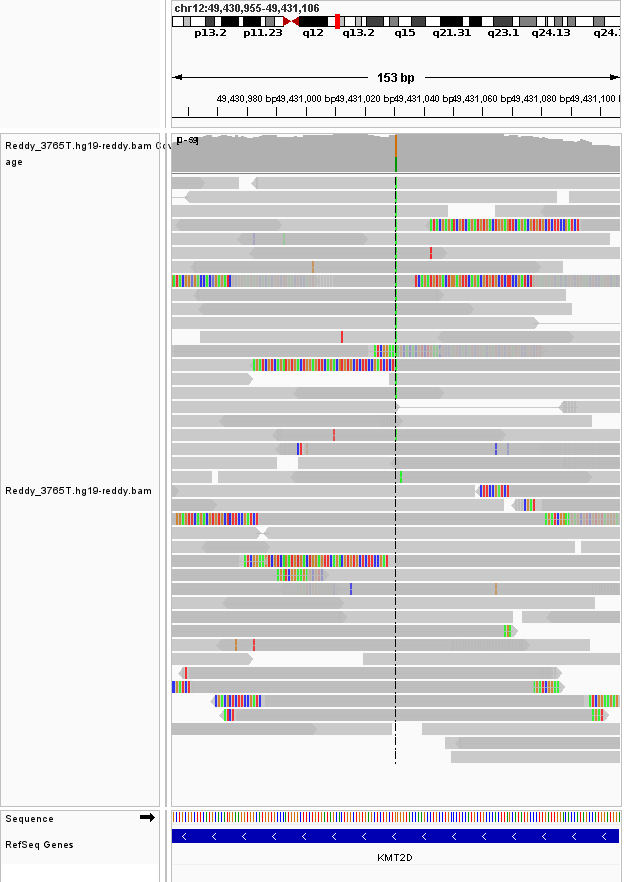 chr12:49,430,955-49,431,106
p13.2 p11.23 q12 q13.2 q15 q21.31 q23.1 q24.13 q24.
153 bp
49,430,980 bp 49,431,000 bp 49,431,020 bp 49,431,040 bp 49,431,060 bp 49,431,080 bp 49,431,100 b
Reddy_3765T.hg19-reddy.bam Cov
age
Reddy_3765T.hg19-reddy.bam
Sequence
RefSeq Genes
KMT2D